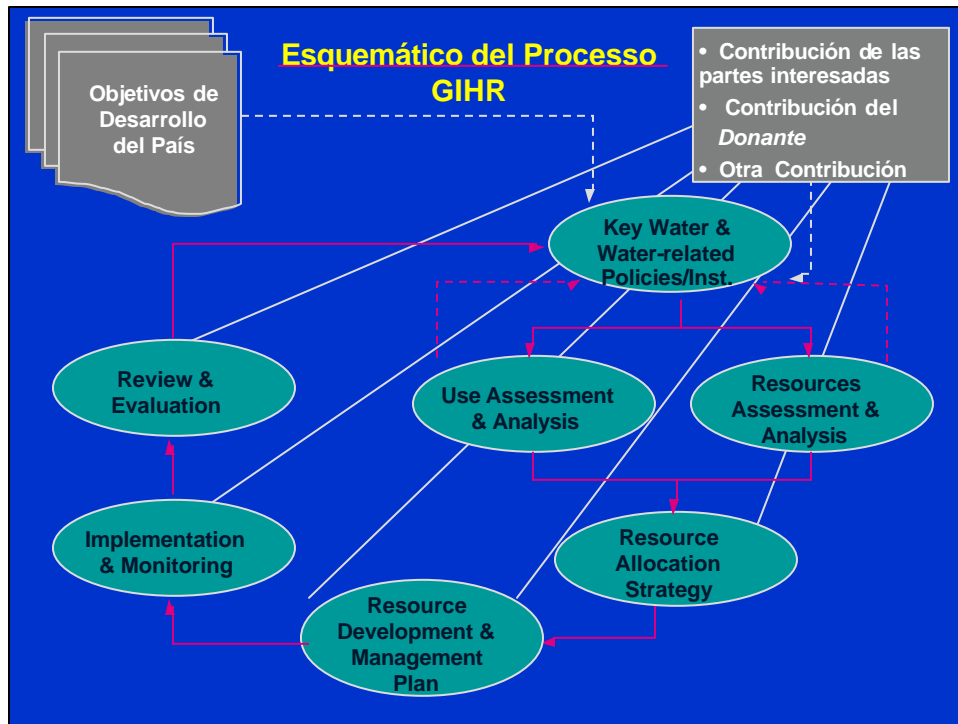 Esquemático del Processo
GIHR
Objetivos de
Desarrollo
del País
• Contribución de las
partes interesadas
• Contribución del
Donante
• Otra Contribución
Key Water &
Water-related
Policies/Inst.
Review &
Evaluation
Use Assessment
& Analysis
Resources
Assessment &
Analysis
Implementation
& Monitoring
Resource
Allocation
Strategy
Resource
Development &
Management
Plan